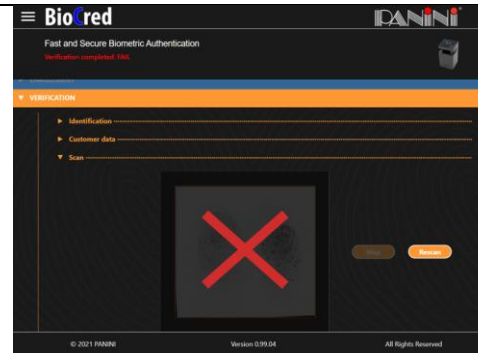 BioCred
PANINI
Fast and Secure Biometric Authentication
Verification completed: FAIL
VERIFICATION
Identification
Customer data
Scan
Rescan
© 2021 PANINI
Version 0.99.04
All Rights Reserved